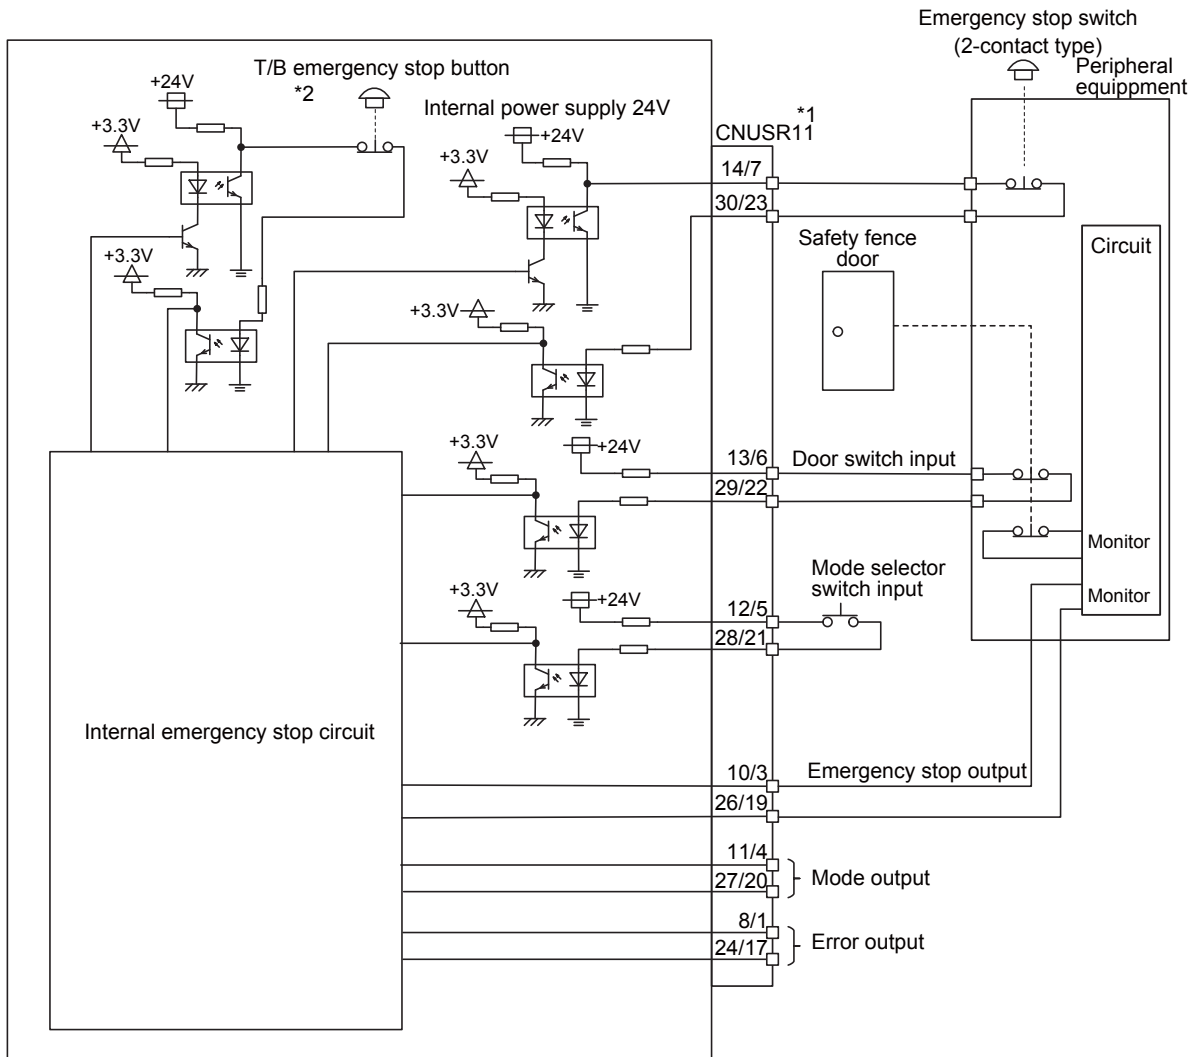 Emergency stop switch
(2-contact type)
Peripheral
equippment
T/B emergency stop button
*2
+24V
+3.3V
Internal power supply 24V
+24V
+3.3V
*1
CNUSR11
14/7
30/23
Safety fence
door
Circuit
+3.3V
+3.3V
+3.3V
+24V
13/6
Door switch input
29/22
Monitor
Mode selector
switch input
+3.3V
+24V
12/5
Monitor
28/21
Internal emergency stop circuit
10/3
Emergency stop output
26/19
11/4
27/20
Mode output
8/1
24/17
Error output